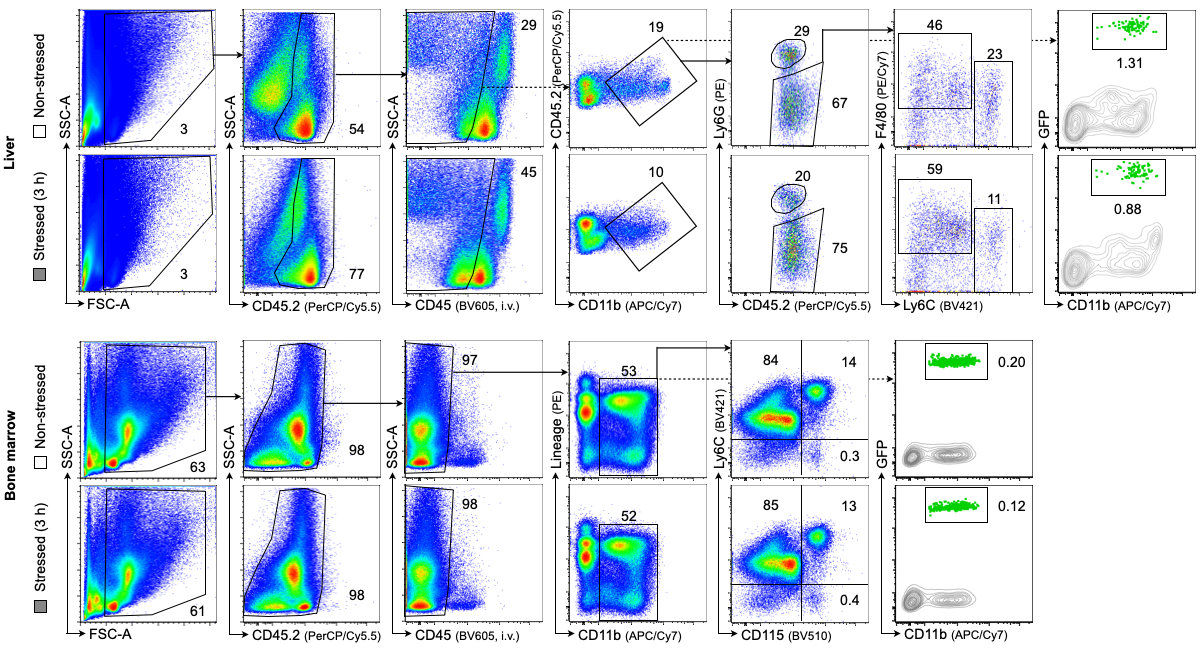 Liver
Non-stressed
SSC-A
3
SSC-A
54
SSC-A
29
CD45.2 (PerCP/Cy5.5)
19
Ly6G (PE)
29
67
F4/80 (PE/Cy7)
46
23
GFP
1.31
Stressed (3 h)
3
77
45
10
20
75
59
11
0.88
FSC-A
CD45.2 (PerCP/Cy5.5)
CD45 (BV605, i.v.)
CD11b (APC/Cy7)
CD45.2 (PerCP/Cy5.5)
Ly6C (BV421)
CD11b (APC/Cy7)
Bone marrow
Non-stressed
SSC-A
63
SSC-A
98
SSC-A
97
Lineage (PE)
53
Ly6C (BV421)
84
14
0.3
GFP
0.20
Stressed (3 h)
61
98
98
52
85
13
0.4
0.12
FSC-A
CD45.2 (PerCP/Cy5.5)
CD45 (BV605, i.v.)
CD11b (APC/Cy7)
CD115 (BV510)
CD11b (APC/Cy7)